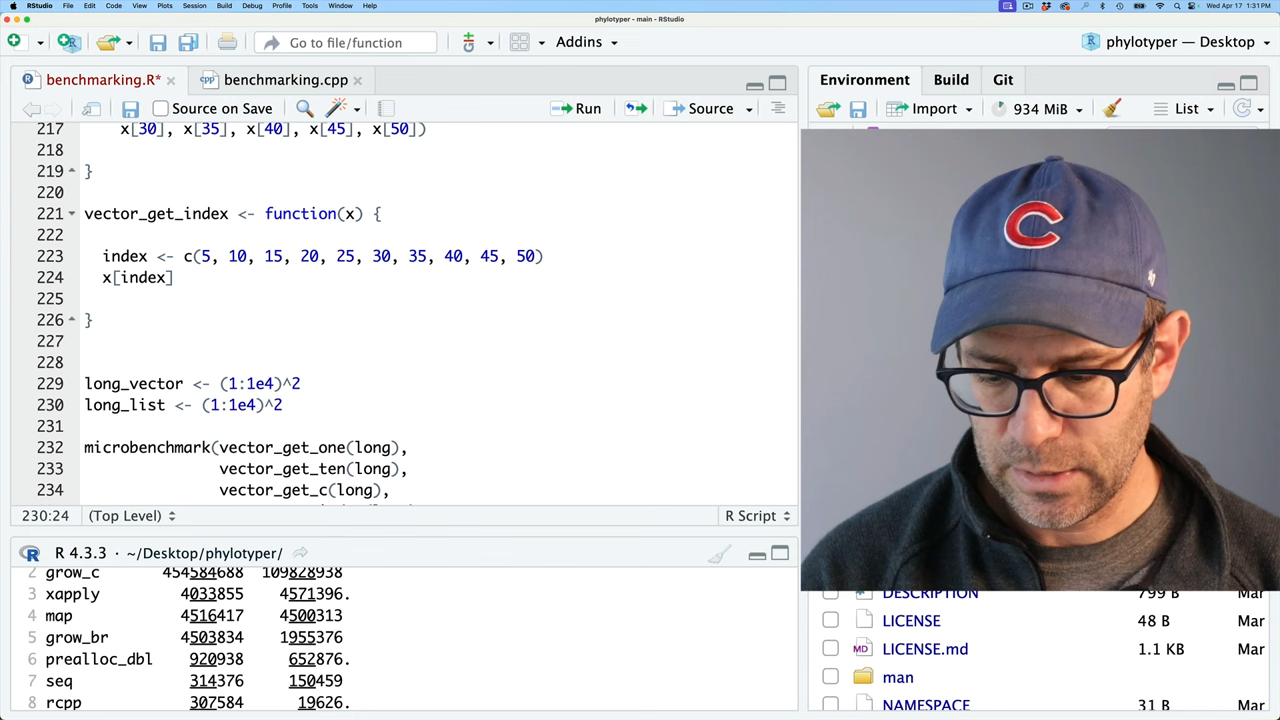 RStudio File Edit Code View Plots Session Build Debug Profile Tools Window Help Wed Apr 17 1:31 PM
phylotyper - main - RStudio
Go to file/function Addins phylotyper — Desktop
benchmarking.R* benchmarking.cpp Environment Build Git
Source on Save Run Source Import 934 MiB List
217 x[30], x[35], x[40], x[45], x[50])
218
219 }
220
221 vector_get_index <- function(x) {
222
223 index <- c(5, 10, 15, 20, 25, 30, 35, 40, 45, 50)
224 x[index]
225
226 }
227
228
229 long_vector <- (1:1e4)^2
230 long_list <- (1:1e4)^2
231
232 microbenchmark(vector_get_one(long),
233 vector_get_ten(long),
234 vector_get_c(long),
230:24 (Top Level) R Script
R 4.3.3 · ~/Desktop/phylotyper/
2 grow_c 454584688 109828938
3 xapply 4033855 4571396.
4 map 4516417 4500313
5 grow_br 4503834 1955376
6 prealloc_dbl 920938 652876.
7 seq 314376 150459
8 rcpp 307584 19626.
C
DESCRIPTION 799 B Mar
LICENSE 48 B Mar
MD LICENSE.md 1.1 KB Mar
man
NAMESPACE 31 B Mar